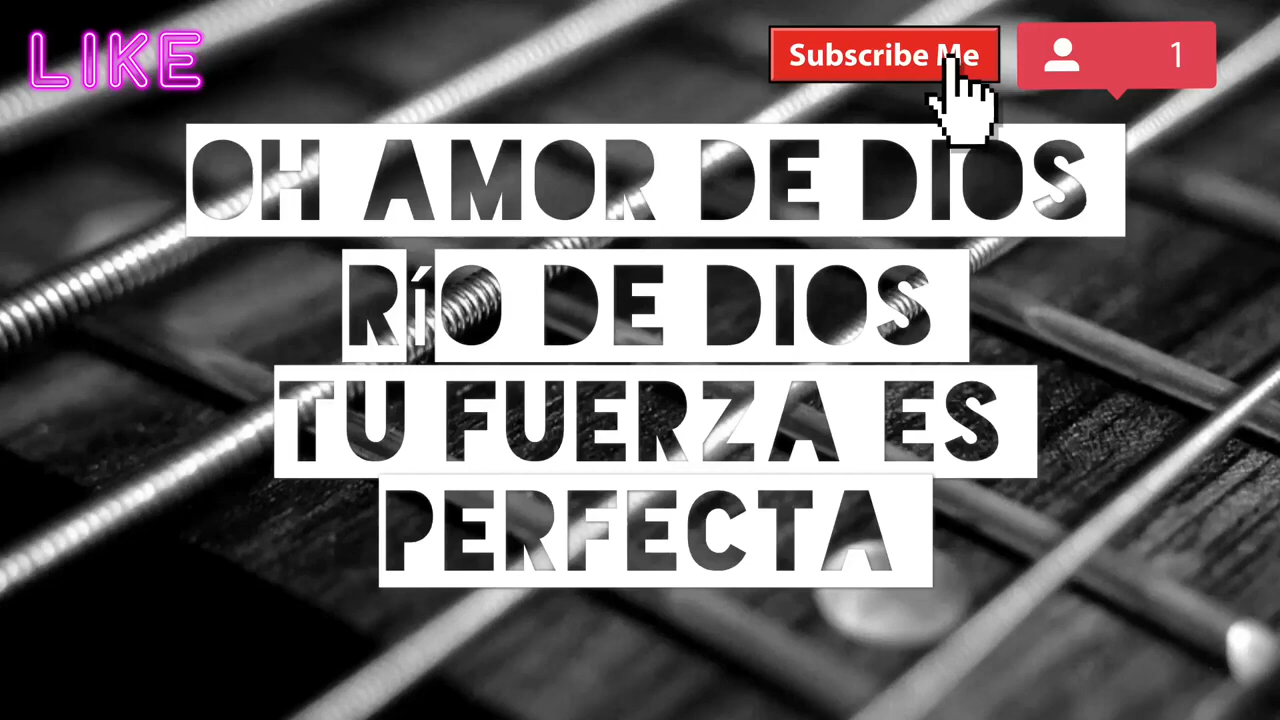 LIKE
Subscribe Me
1
OH AMOR DE DIOS
RíO DE DIOS
TU FUERZA ES
PERFECTA